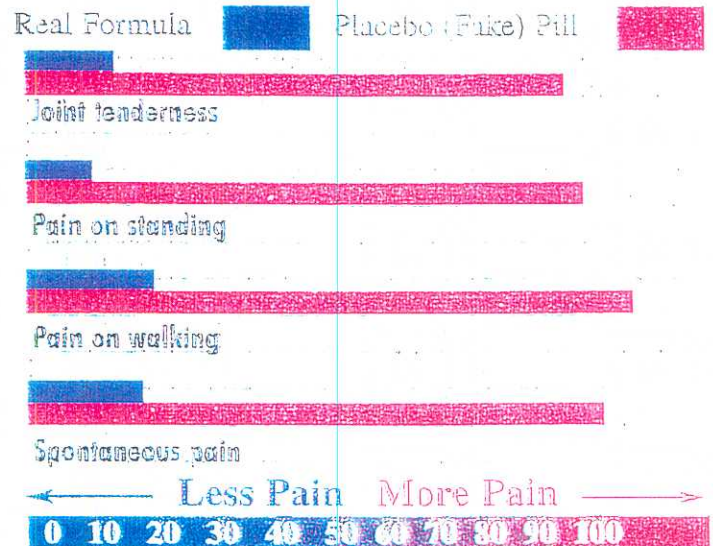 Real Formula Placebo (Fake) Pill
Joint tenderness
Pain on standing
Pain on walking
Spontaneous pain
Less Pain More Pain
0 10 20 30 40 50 60 70 80 90 100